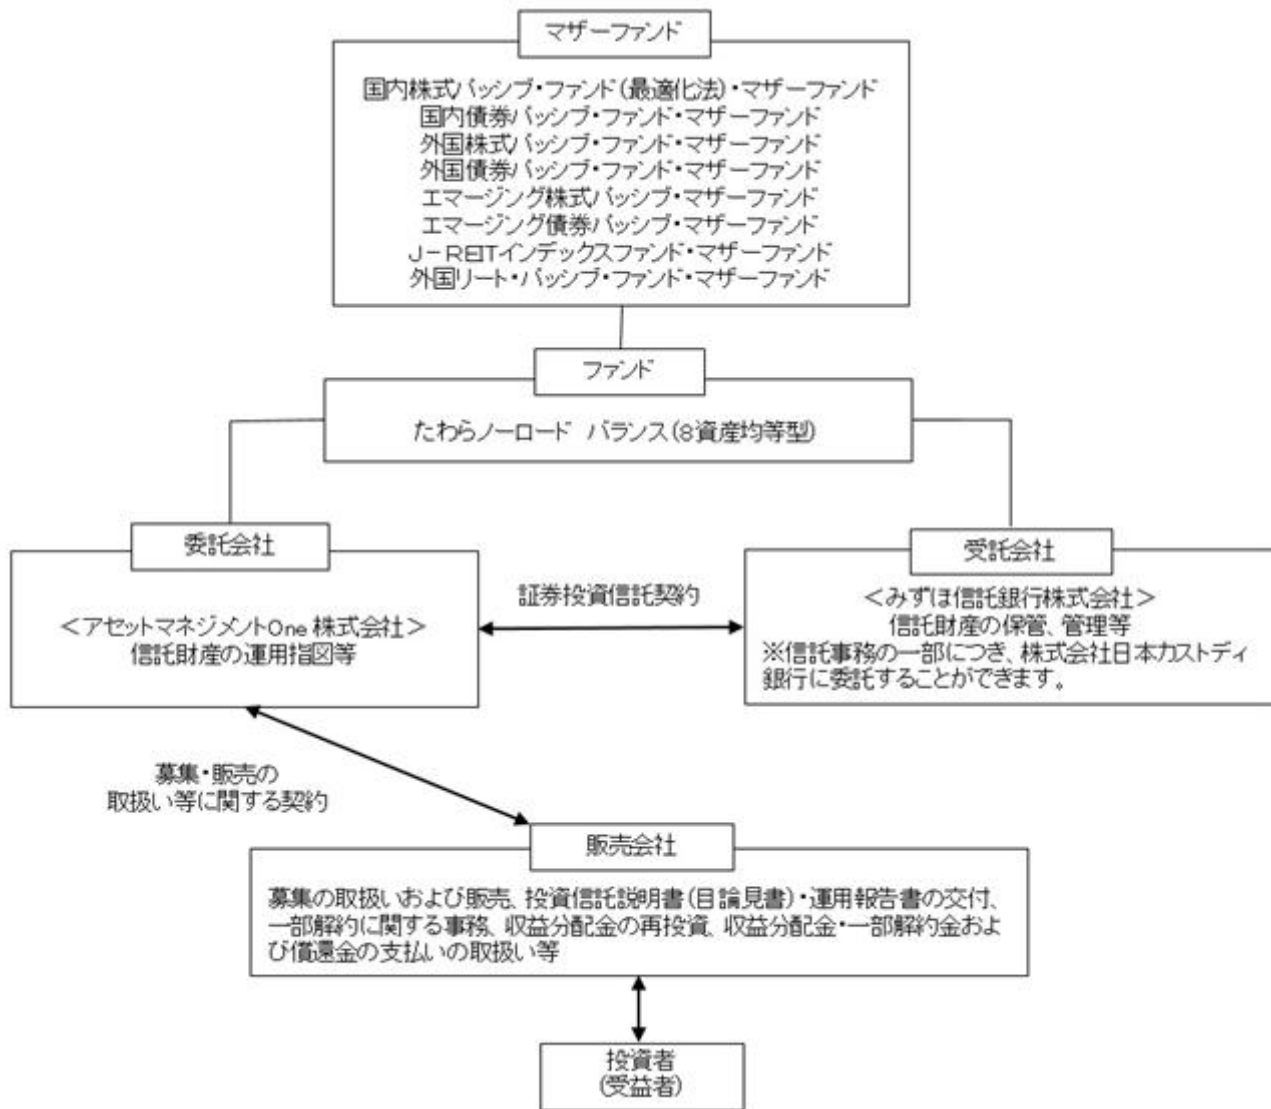 マザーファンド
国内株式パッシブ・ファンド(最適化法)・マザーファンド
国内債券パッシブ・ファンド・マザーファンド
外国株式パッシブ・ファンド・マザーファンド
外国債券パッシブ・ファンド・マザーファンド
エマージング株式パッシブ・マザーファンド
エマージング債券パッシブ・マザーファンド
J-REITインデックスファンド・マザーファンド
外国リート・パッシブ・ファンド・マザーファンド
ファンド
たわらノーロード バランス(8資産均等型)
委託会社
<アセットマネジメントOne 株式会社>
信託財産の運用指図等
証券投資信託契約
受託会社
<みずほ信託銀行株式会社>
信託財産の保管、管理等
※信託事務の一部につき、株式会社日本カストディ
銀行に委託することができます。
募集・販売の
取扱い等に関する契約
販売会社
募集の取扱いおよび販売、投資信託説明書(目論見書)・運用報告書の交付、
一部解約に関する事務、収益分配金の再投資、収益分配金・一部解約金およ
び償還金の支払いの取扱い等
投資者
(受益者)